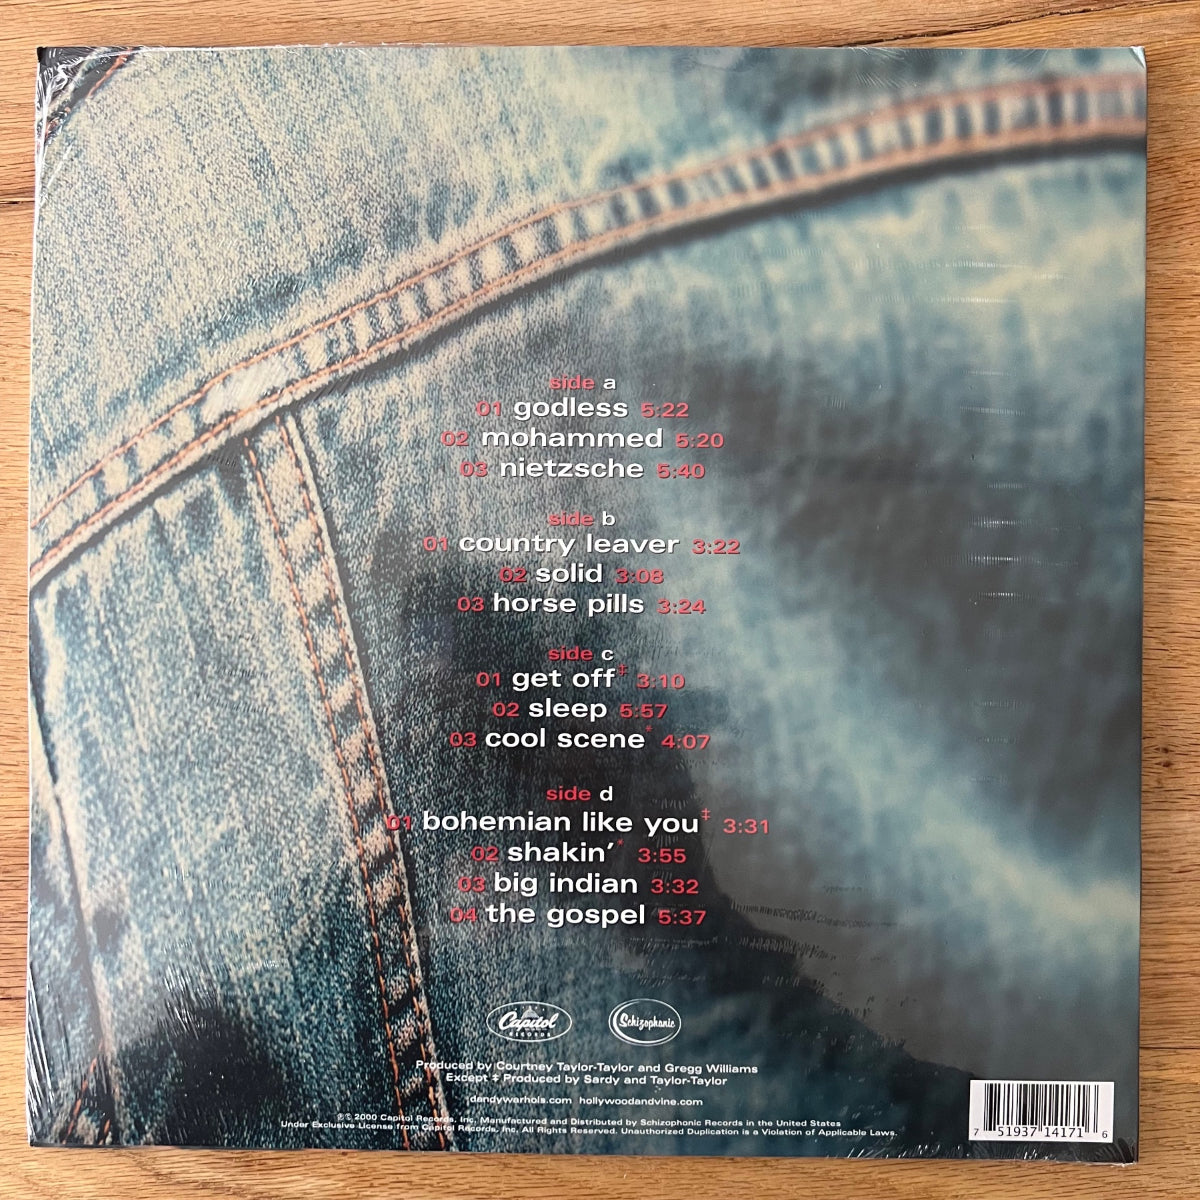 side a
01 godless 5:22
02 mohammed 5:20
03 nietzsche 5:40
side b
01 country leaver 3:22
02 solid 3:08
03 horse pills 3:24
side c
01 get off‡ 3:10
02 sleep 5:57
03 cool scene* 4:07
side d
01 bohemian like you‡ 3:31
02 shakin’* 3:55
03 big indian 3:32
04 the gospel 5:37
Capitol RECORDS
Schizophonic
Produced by Courtney Taylor-Taylor and Gregg Williams
Except ‡ Produced by Sardy and Taylor-Taylor
dandywarhols.com hollywoodandvine.com
℗© 2000 Capitol Records, Inc. Manufactured and Distributed by Schizophonic Records in the United States
Under Exclusive License from Capitol Records, Inc. All Rights Reserved. Unauthorized Duplication is a Violation of Applicable Laws.
7 51937 14171 6